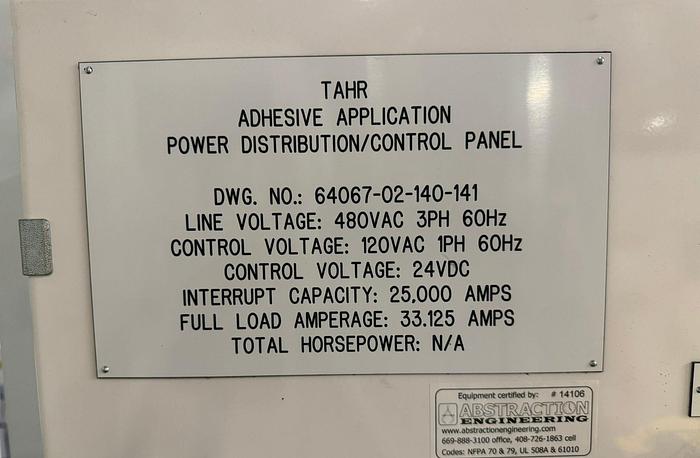 TAHR
ADHESIVE APPLICATION
POWER DISTRIBUTION/CONTROL PANEL
DWG. NO.: 64067-02-140-141
LINE VOLTAGE: 480VAC 3PH 60Hz
CONTROL VOLTAGE: 120VAC 1PH 60Hz
CONTROL VOLTAGE: 24VDC
INTERRUPT CAPACITY: 25,000 AMPS
FULL LOAD AMPERAGE: 33.125 AMPS
TOTAL HORSEPOWER: N/A
Equipment certified by: # 14106
ABSTRACTION
ENGINEERING
www.abstractionengineering.com
669-888-3100 office, 408-726-1863 cell
Codes: NFPA 70 & 79, UL 508A & 61010